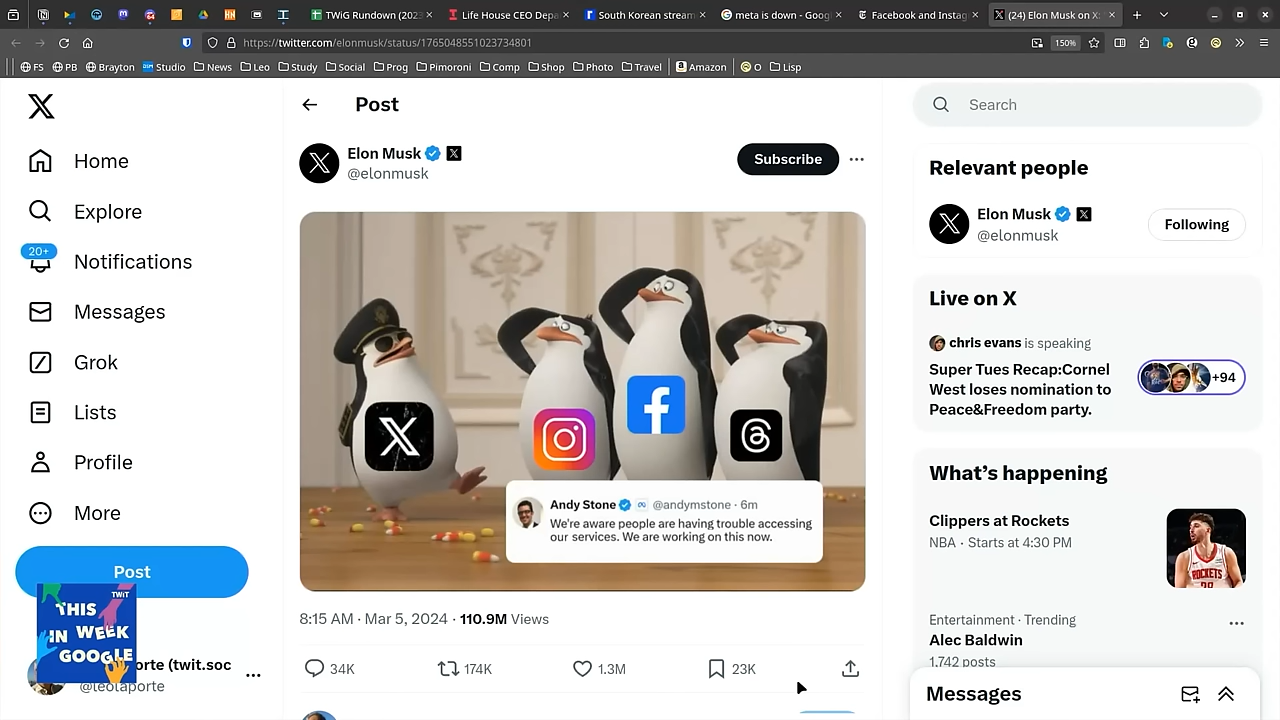 TWiG Rundown (2023
Life House CEO Depa
South Korean stream
meta is down - Goog
Facebook and Instag
(24) Elon Musk on X:
https://twitter.com/elonmusk/status/1765048551023734801
150%
FS
PB
Brayton
Studio
News
Leo
Study
Social
Prog
Pimoroni
Comp
Shop
Photo
Travel
Amazon
O
Lisp
Home
Explore
20+
Notifications
Messages
Grok
Lists
Profile
More
Post
THIS
IN WEEK
GOOGLE
TWiT
orte (twit.soc
@leolaporte
Post
Elon Musk
@elonmusk
Subscribe
Andy Stone @andymstone · 6m
We're aware people are having trouble accessing
our services. We are working on this now.
8:15 AM · Mar 5, 2024 · 110.9M Views
34K
174K
1.3M
23K
Search
Relevant people
Elon Musk
@elonmusk
Following
Live on X
chris evans is speaking
Super Tues Recap:Cornel
West loses nomination to
Peace&Freedom party.
+94
What's happening
Clippers at Rockets
NBA · Starts at 4:30 PM
ROCKETS
Entertainment · Trending
Alec Baldwin
1,742 posts
Messages